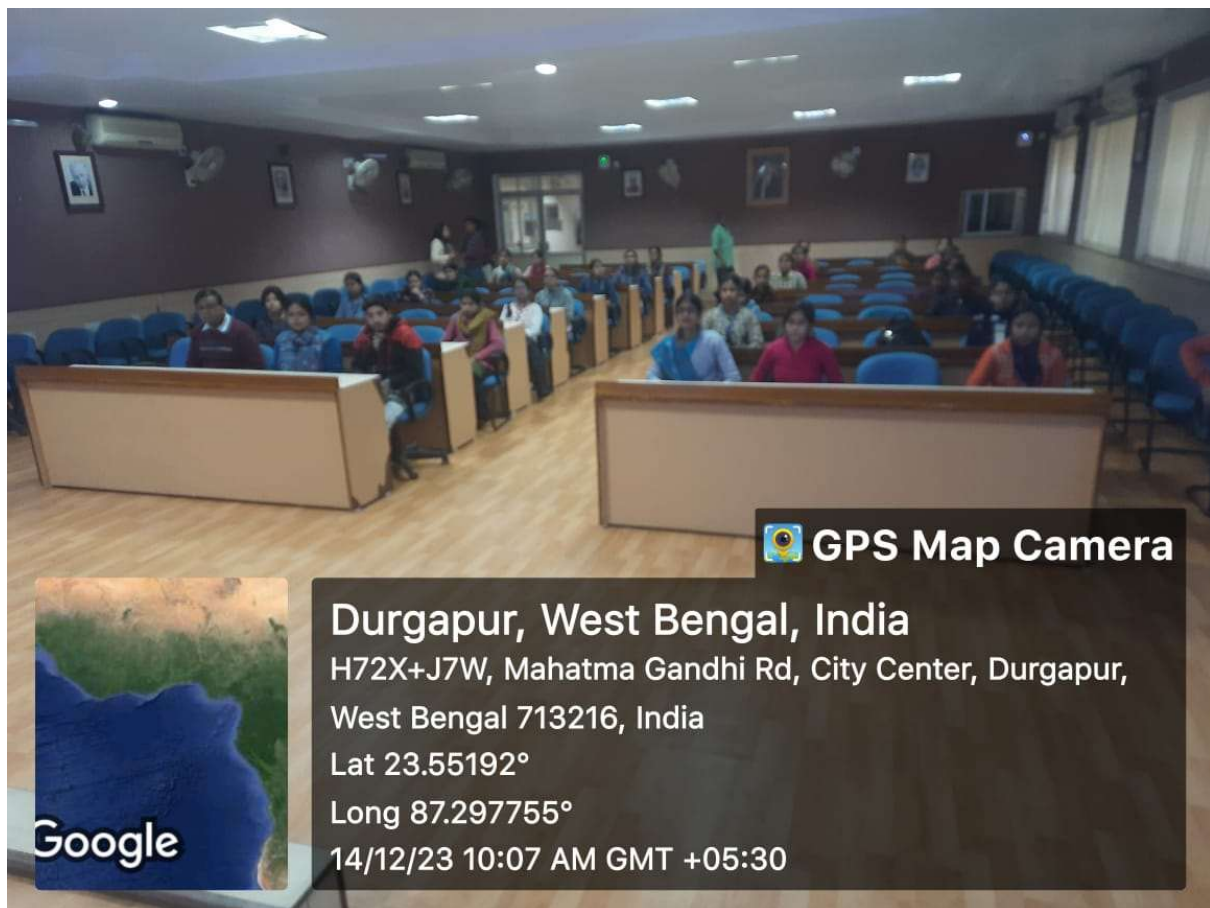 GPS Map Camera
Durgapur, West Bengal, India
H72X+J7W, Mahatma Gandhi Rd, City Center, Durgapur,
West Bengal 713216, India
Lat 23.55192°
Long 87.297755°
14/12/23 10:07 AM GMT +05:30
Google